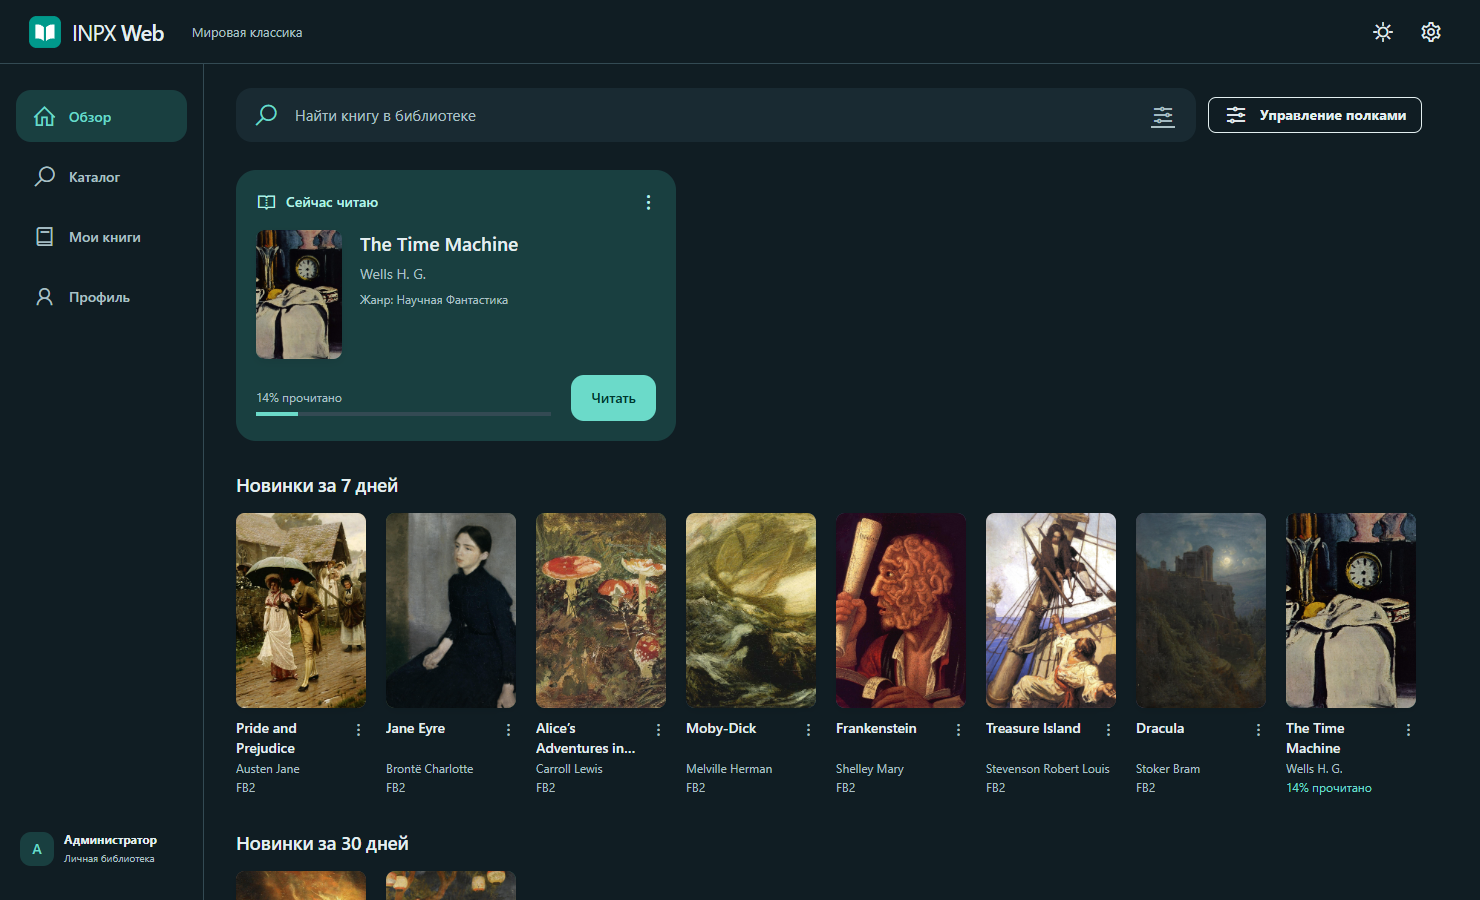 INPX Web
Мировая классика
Обзор
Каталог
Мои книги
Профиль
А
Администратор
Личная библиотека
Найти книгу в библиотеке
Управление полками
Сейчас читаю
The Time Machine
Wells H. G.
Жанр: Научная Фантастика
14% прочитано
Читать
Новинки за 7 дней
Pride and
Prejudice
Austen Jane
FB2
Jane Eyre
Brontë Charlotte
FB2
Alice’s
Adventures in...
Carroll Lewis
FB2
Moby-Dick
Melville Herman
FB2
Frankenstein
Shelley Mary
FB2
Treasure Island
Stevenson Robert Louis
FB2
Dracula
Stoker Bram
FB2
The Time
Machine
Wells H. G.
14% прочитано
Новинки за 30 дней